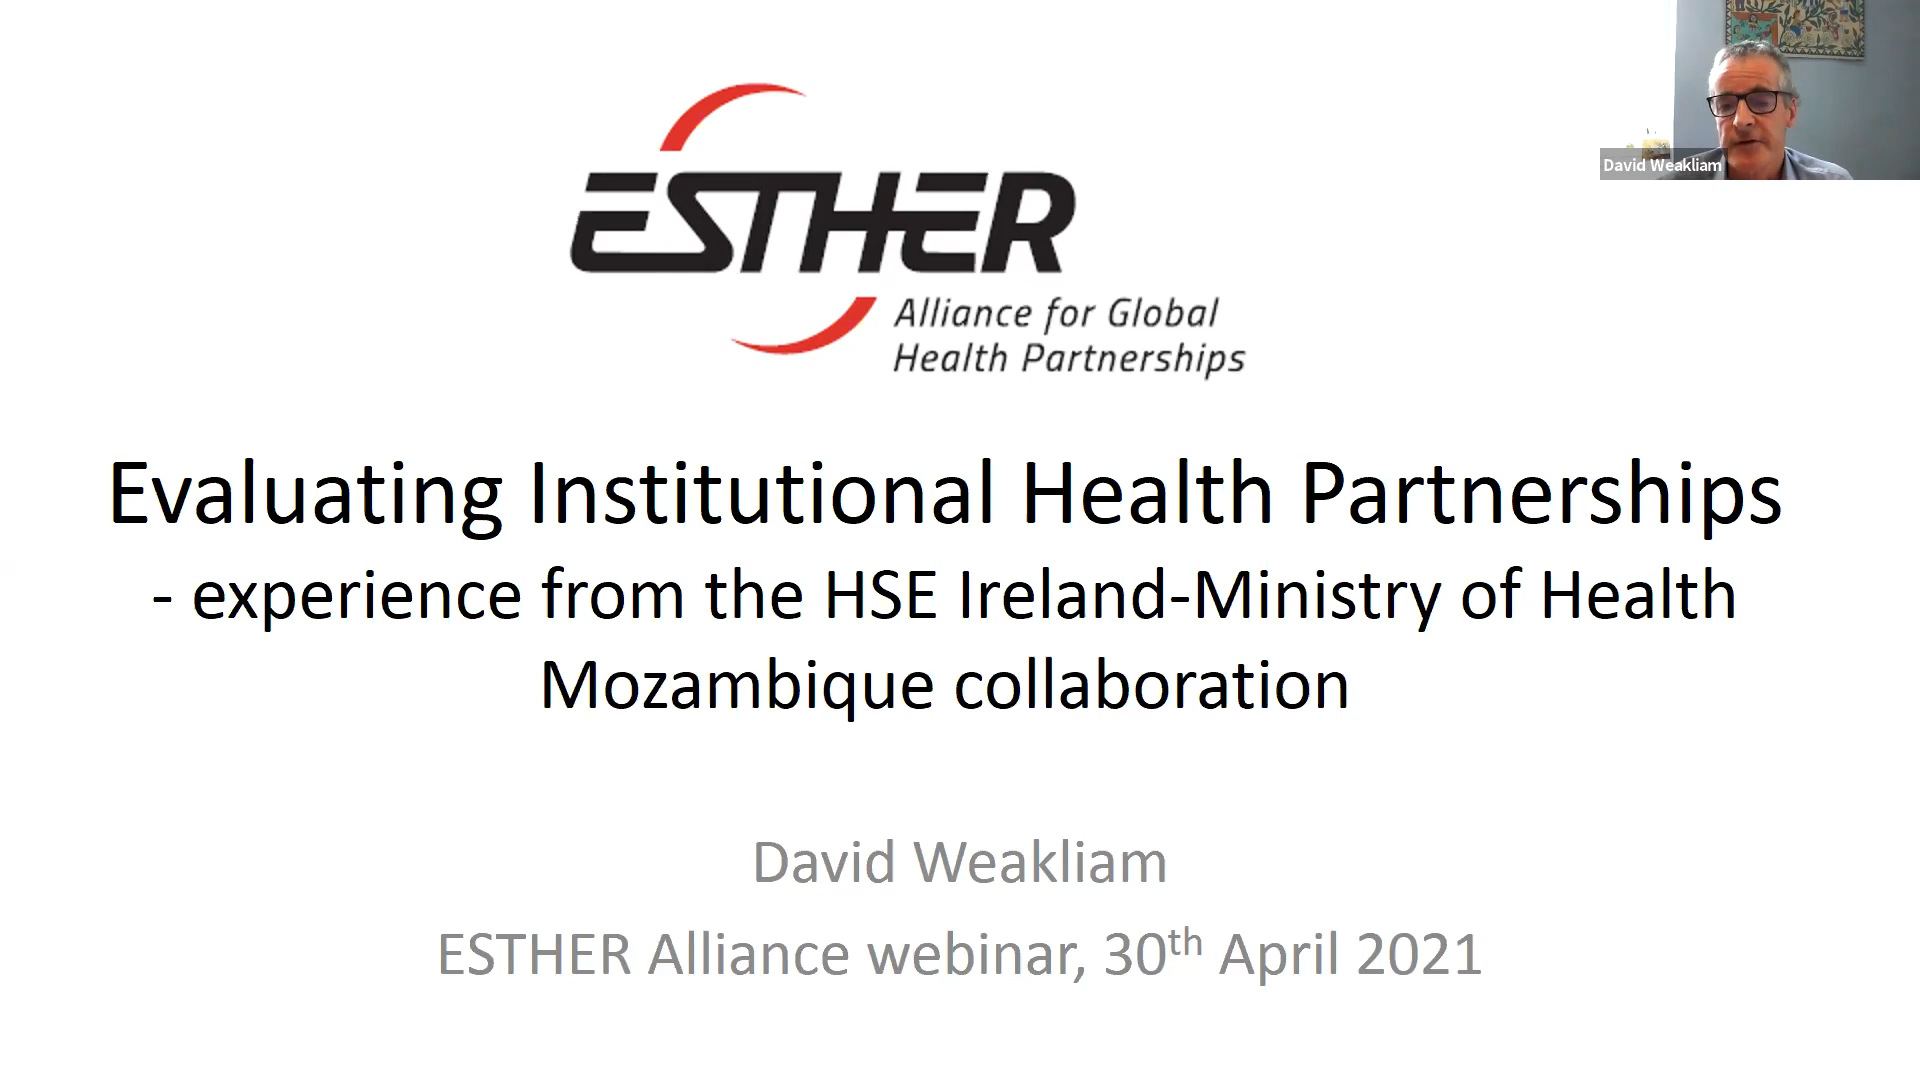 David Weakliam
ESTHER
Alliance for Global
Health Partnerships
Evaluating Institutional Health Partnerships
- experience from the HSE Ireland-Ministry of Health
Mozambique collaboration
David Weakliam
ESTHER Alliance webinar, 30th April 2021